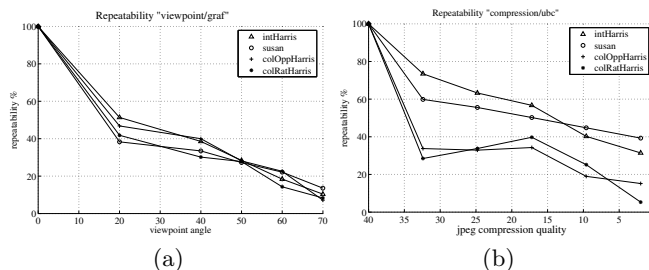 Repeatability "viewpoint/graf"
intHarris
susan
colOppHarris
colRatHarris
repeatability %
100
80
60
40
20
0
0 10 20 30 40 50 60 70
viewpoint angle
(a)
Repeatability "compression/ubc"
intHarris
susan
colOppHarris
colRatHarris
repeatability %
100
80
60
40
20
0
40 35 30 25 20 15 10 5
jpeg compression quality
(b)